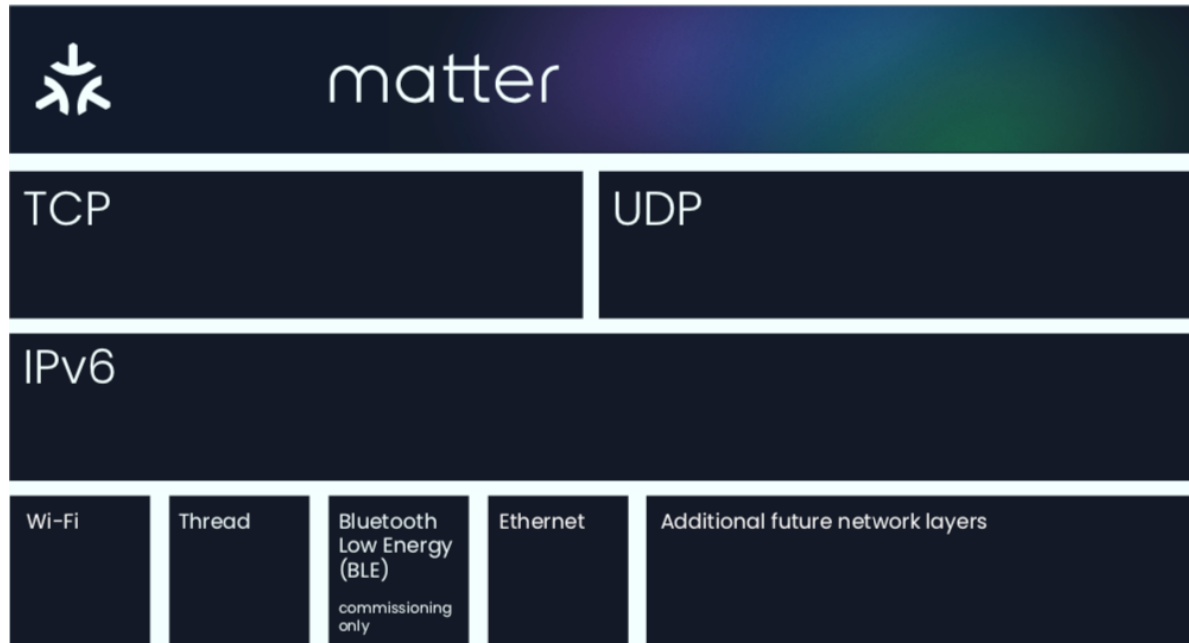 matter
TCP
UDP
IPv6
Wi-Fi
Thread
Bluetooth
Low Energy
(BLE)
commissioning
only
Ethernet
Additional future network layers